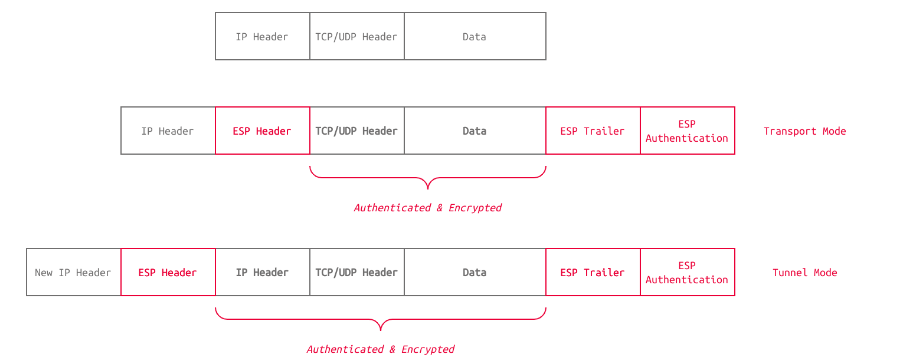 IP Header TCP/UDP Header Data
IP Header ESP Header TCP/UDP Header Data ESP Trailer ESP Authentication Transport Mode
Authenticated & Encrypted
New IP Header ESP Header IP Header TCP/UDP Header Data ESP Trailer ESP Authentication Tunnel Mode
Authenticated & Encrypted